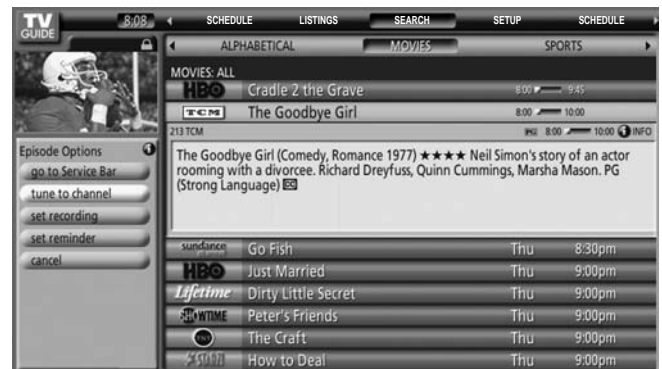 TV GUIDE
8:08
SCHEDULE LISTINGS SEARCH SETUP SCHEDULE
ALPHABETICAL MOVIES SPORTS
MOVIES: ALL
HBO Cradle 2 the Grave 8:00 9:45
TCM The Goodbye Girl 8:00 10:00
213 TCM PG 8:00 10:00 i INFO
The Goodbye Girl (Comedy, Romance 1977) ★★★★ Neil Simon's story of an actor
rooming with a divorcee. Richard Dreyfuss, Quinn Cummings, Marsha Mason. PG
(Strong Language) CC
Episode Options i
go to Service Bar
tune to channel
set recording
set reminder
cancel
sundance Go Fish Thu 8:30pm
HBO Just Married Thu 9:00pm
Lifetime Dirty Little Secret Thu 9:00pm
SHOWTIME Peter's Friends Thu 9:00pm
TNT The Craft Thu 9:00pm
STARZ! How to Deal Thu 9:00pm